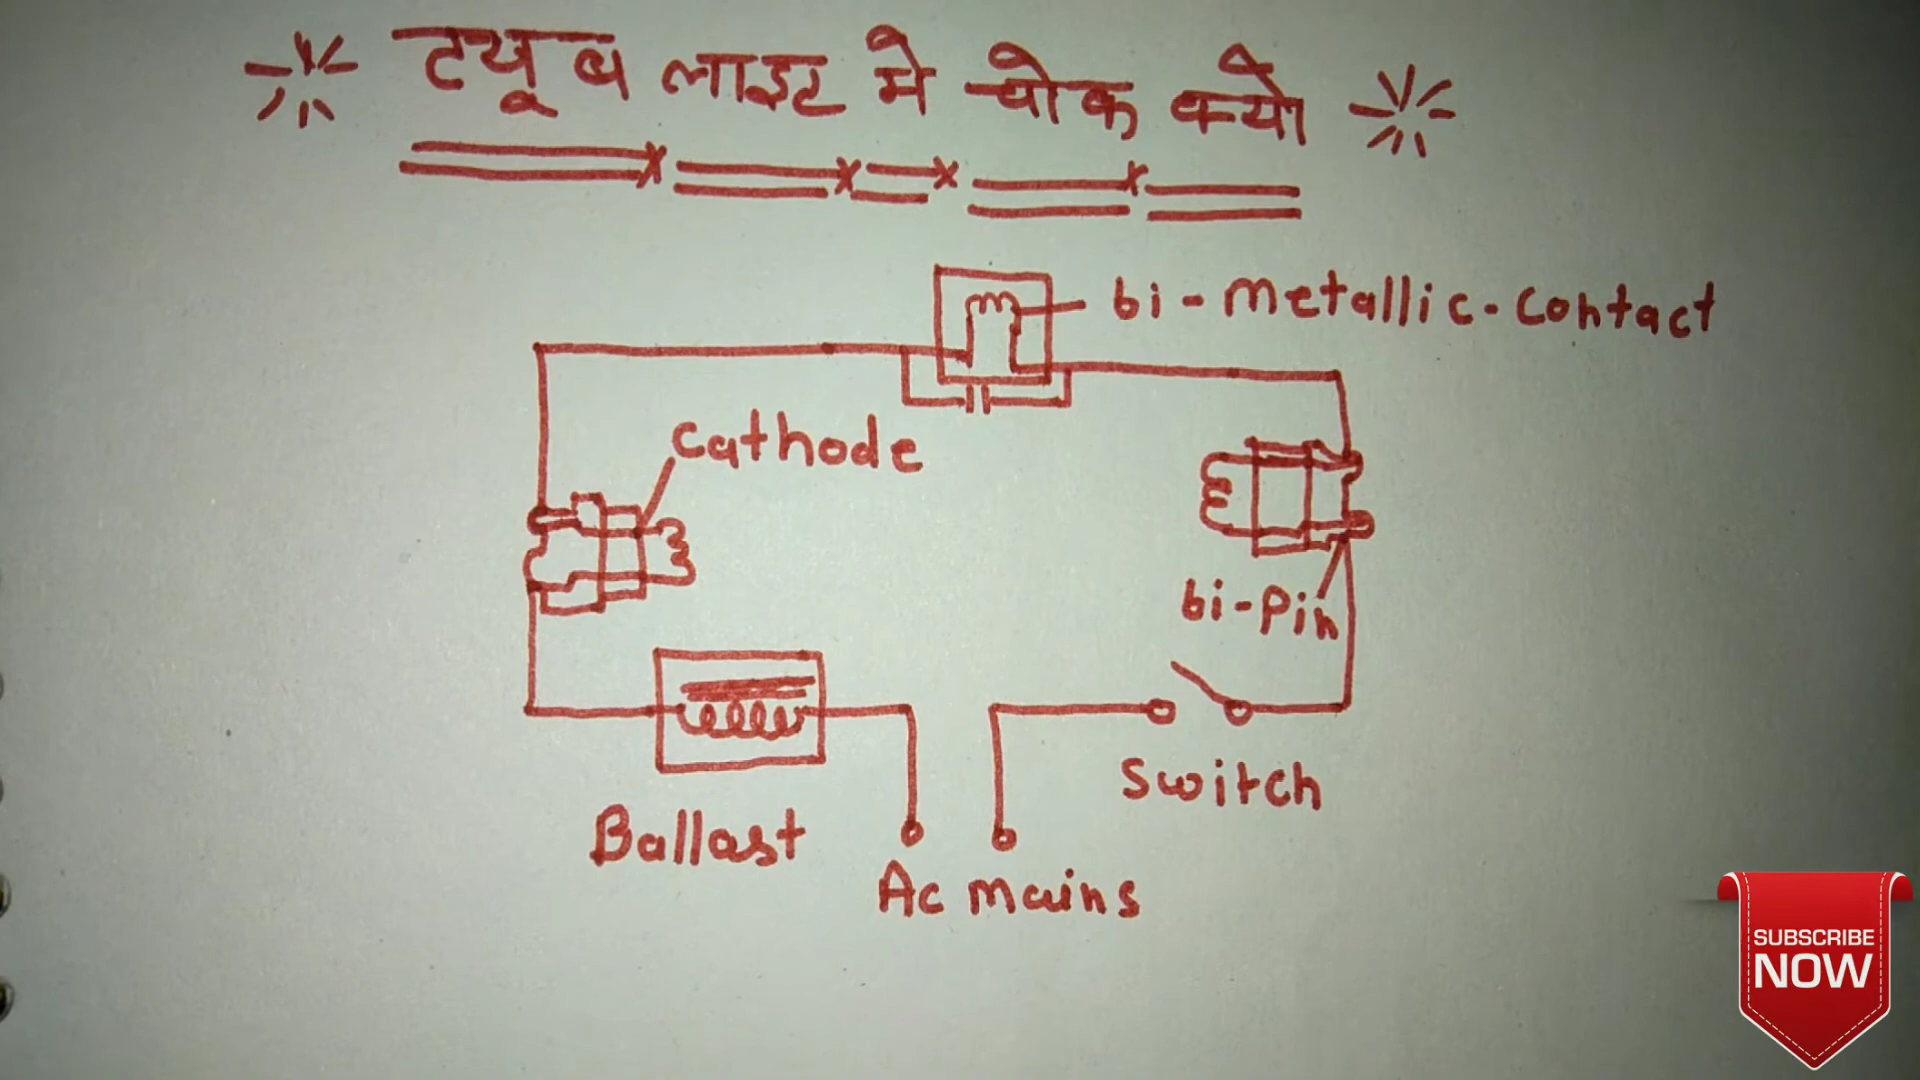 ट्यूब लाइट मे चोक क्यो
bi-metallic-contact
cathode
bi-pin
Switch
Ballast
Ac mains
SUBSCRIBE
NOW